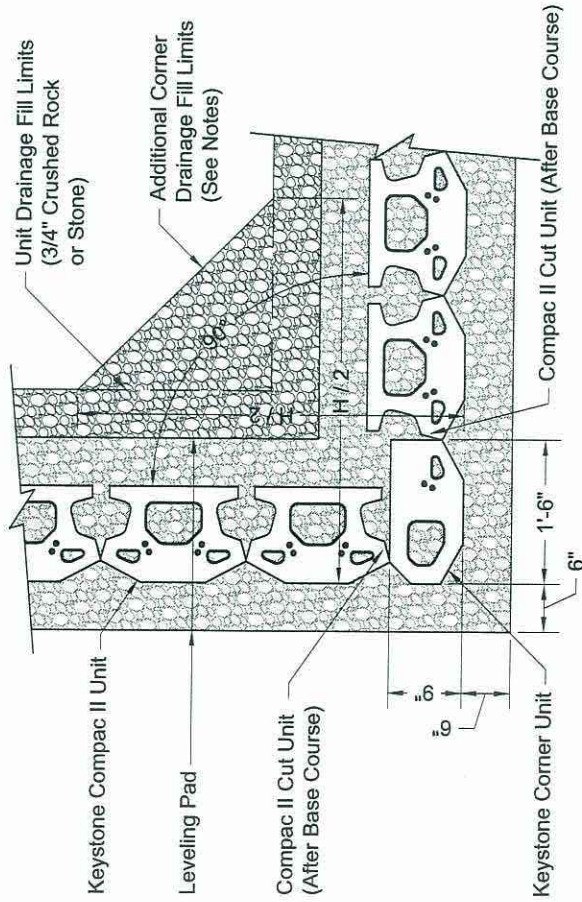 Unit Drainage Fill Limits
(3/4" Crushed Rock
or Stone)
Additional Corner
Drainage Fill Limits
(See Notes)
Keystone Compac II Unit
90°
H / 2
H / 2
Leveling Pad
Compac II Cut Unit
(After Base Course)
Compac II Cut Unit (After Base Course)
9"
6"
1'-6"
6"
Keystone Corner Unit